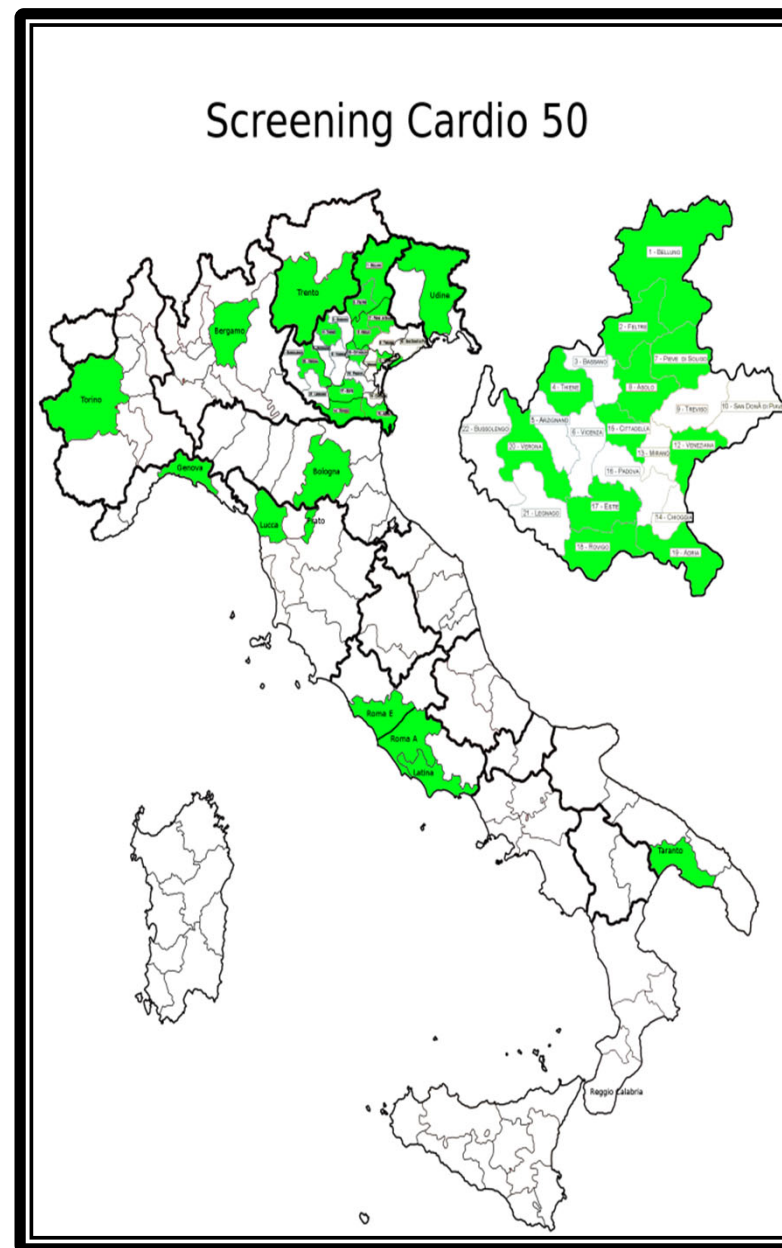 Screening Cardio 50
Trento
Udine
Bergamo
Torino
Genova
Bologna
Lucca
Prato
Roma E
Roma A
Latina
Taranto
Reggio Calabria
1 - BELLUNO
2 - FELTRE
7 - PIEVE DI SOLIGO
3 - BASSANO
4 - THIENE
8 - ASOLO
9 - TREVISO
10 - SAN DONÀ DI PIAVE
5 - ARZIGNANO
22 - BUSSOLENGO
6 - VICENZA
20 - VERONA
12 - VENEZIANA
13 - MIRANO
16 - PADOVA
17 - ESTE
21 - LEGNAGO
14 - CHIOGGIA
18 - ROVIGO
19 - ADRIA